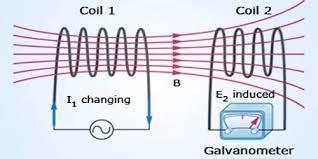 Coil 1
Coil 2
B
I₁ changing
E₂ induced
Galvanometer